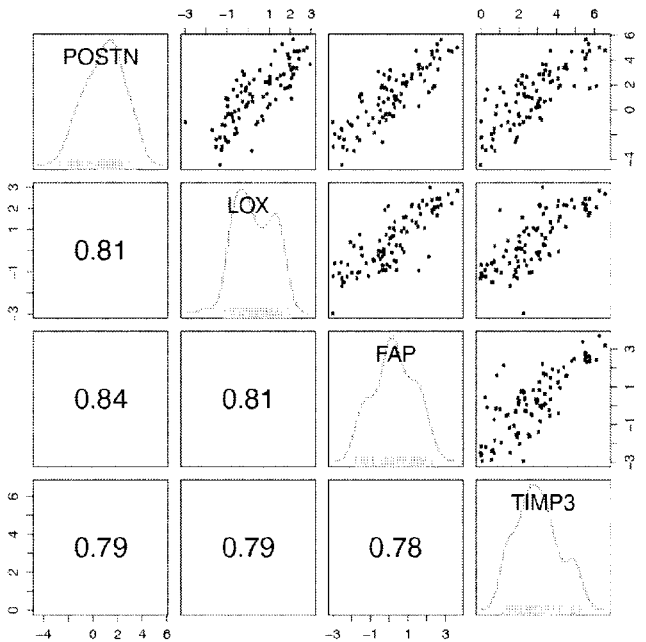 -3 -1 0 1 2 3
0 2 4 6
POSTN
-4 0 2 4 6
-3 -1 1 2 3
LOX
0.81
FAP
0.84 0.81
-3 -1 1 3
TIMP3
0.79 0.79 0.78
0 2 4 6
-4 0 2 4 6
-3 -1 1 3